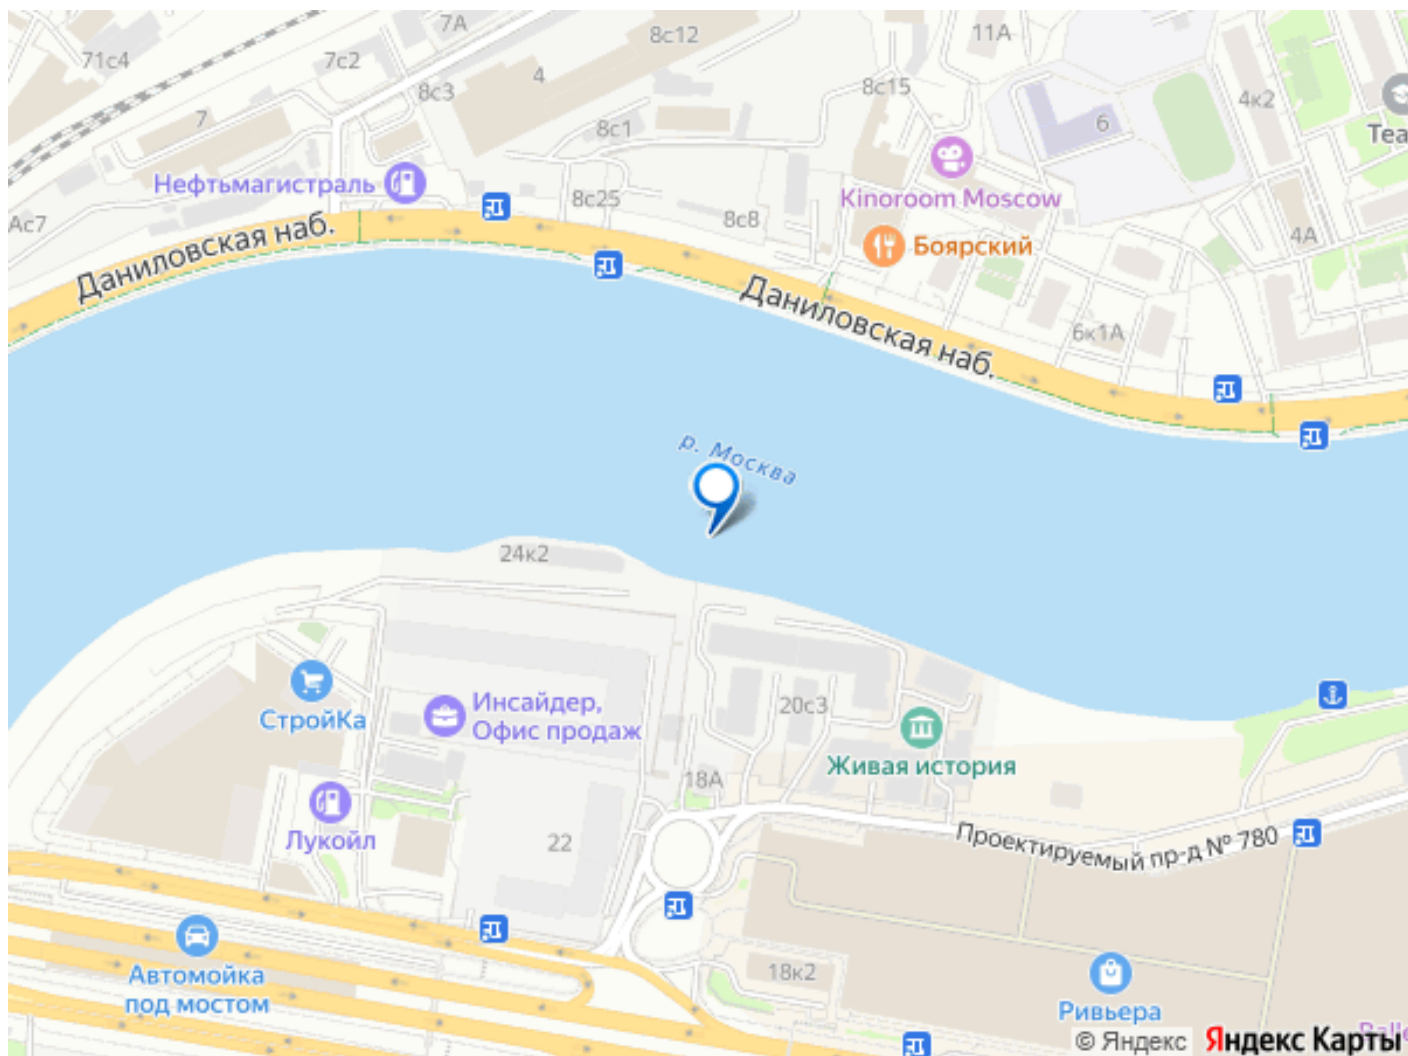 7А
8с12
11А
71с4
7с2
4
8с3
8с15
4к2
7
8с1
6
Теа
Нефтьмагистраль
Kinoroom Moscow
8с25
8с8
Ас7
4А
Даниловская наб.
Боярский
Даниловская наб.
6к1А
р. Москва
24к2
СтройКа
Инсайдер,
Офис продаж
20с3
Живая история
18А
Лукойл
22
Проектируемый пр-д № 780
Автомойка
под мостом
18к2
Ривьера
© Яндекс
Яндекс Карты